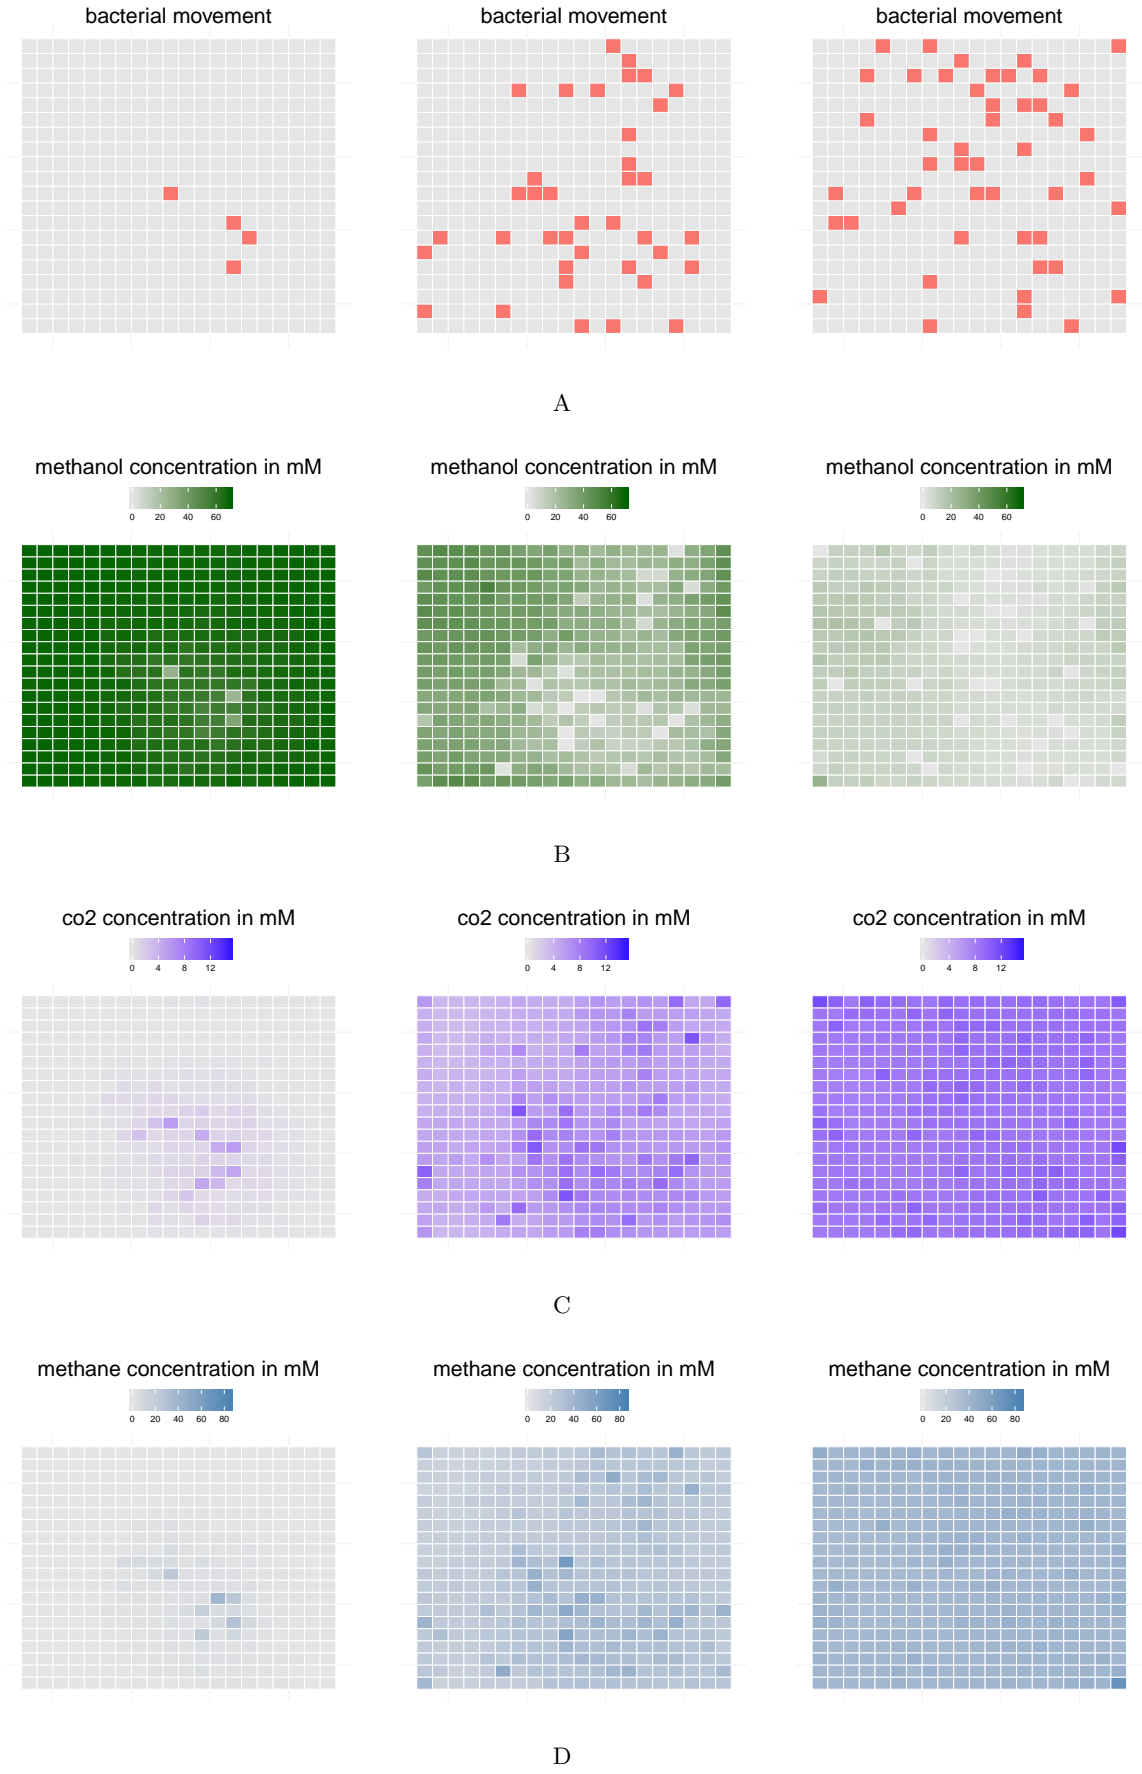 bacterial movement bacterial movement bacterial movement
A
methanol concentration in mM methanol concentration in mM methanol concentration in mM
0 20 40 60 0 20 40 60 0 20 40 60
B
co2 concentration in mM co2 concentration in mM co2 concentration in mM
0 4 8 12 0 4 8 12 0 4 8 12
C
methane concentration in mM methane concentration in mM methane concentration in mM
0 20 40 60 80 0 20 40 60 80 0 20 40 60 80
D